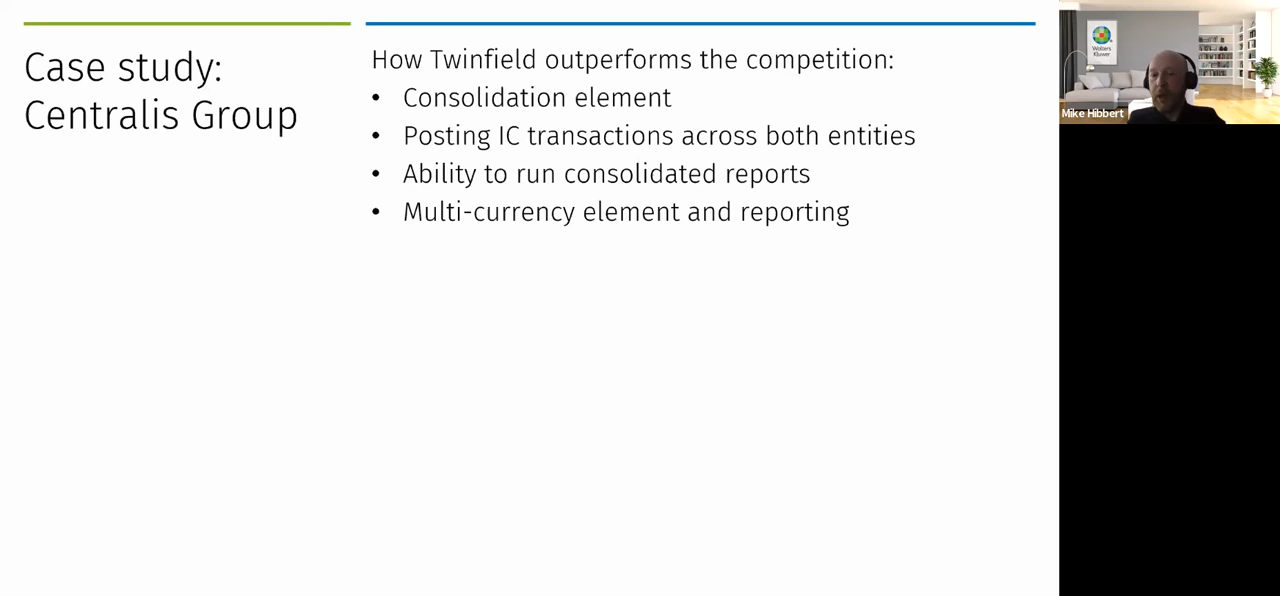 Case study:
Centralis Group
How Twinfield outperforms the competition:
• Consolidation element
• Posting IC transactions across both entities
• Ability to run consolidated reports
• Multi-currency element and reporting
Wolters
Kluwer
Mike Hibbert